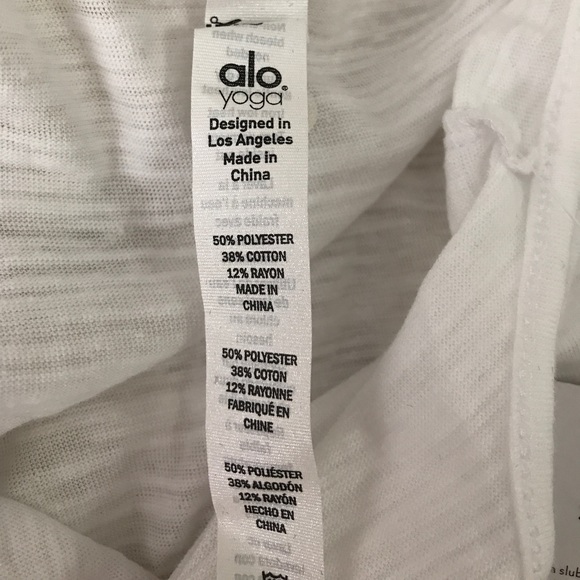 alo
yoga®
Designed in
Los Angeles
Made in
China
50% POLYESTER
38% COTTON
12% RAYON
MADE IN
CHINA
50% POLYESTER
38% COTON
12% RAYONNE
FABRIQUÉ EN
CHINE
50% POLIÉSTER
38% ALGODÓN
12% RAYÓN
HECHO EN
CHINA
a slub